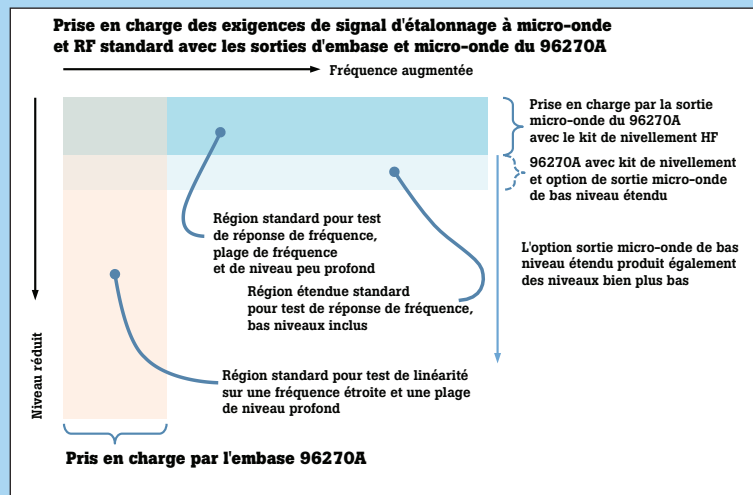 Prise en charge des exigences de signal d'étalonnage à micro-onde
et RF standard avec les sorties d'embase et micro-onde du 96270A
Fréquence augmentée
Prise en charge par la sortie
micro-onde du 96270A
avec le kit de nivellement HF
96270A avec kit de nivellement
et option de sortie micro-onde
de bas niveau étendu
Région standard pour test
de réponse de fréquence,
plage de fréquence
et de niveau peu profond
L'option sortie micro-onde de bas
niveau étendu produit également
des niveaux bien plus bas
Région étendue standard
pour test de réponse de fréquence,
bas niveaux inclus
Niveau réduit
Région standard pour test de linéarité
sur une fréquence étroite et une plage
de niveau profond
Pris en charge par l'embase 96270A